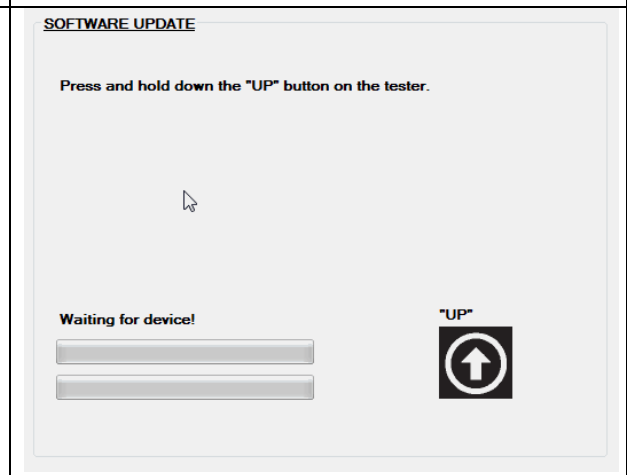 SOFTWARE UPDATE
Press and hold down the "UP" button on the tester.
Waiting for device!
"UP"